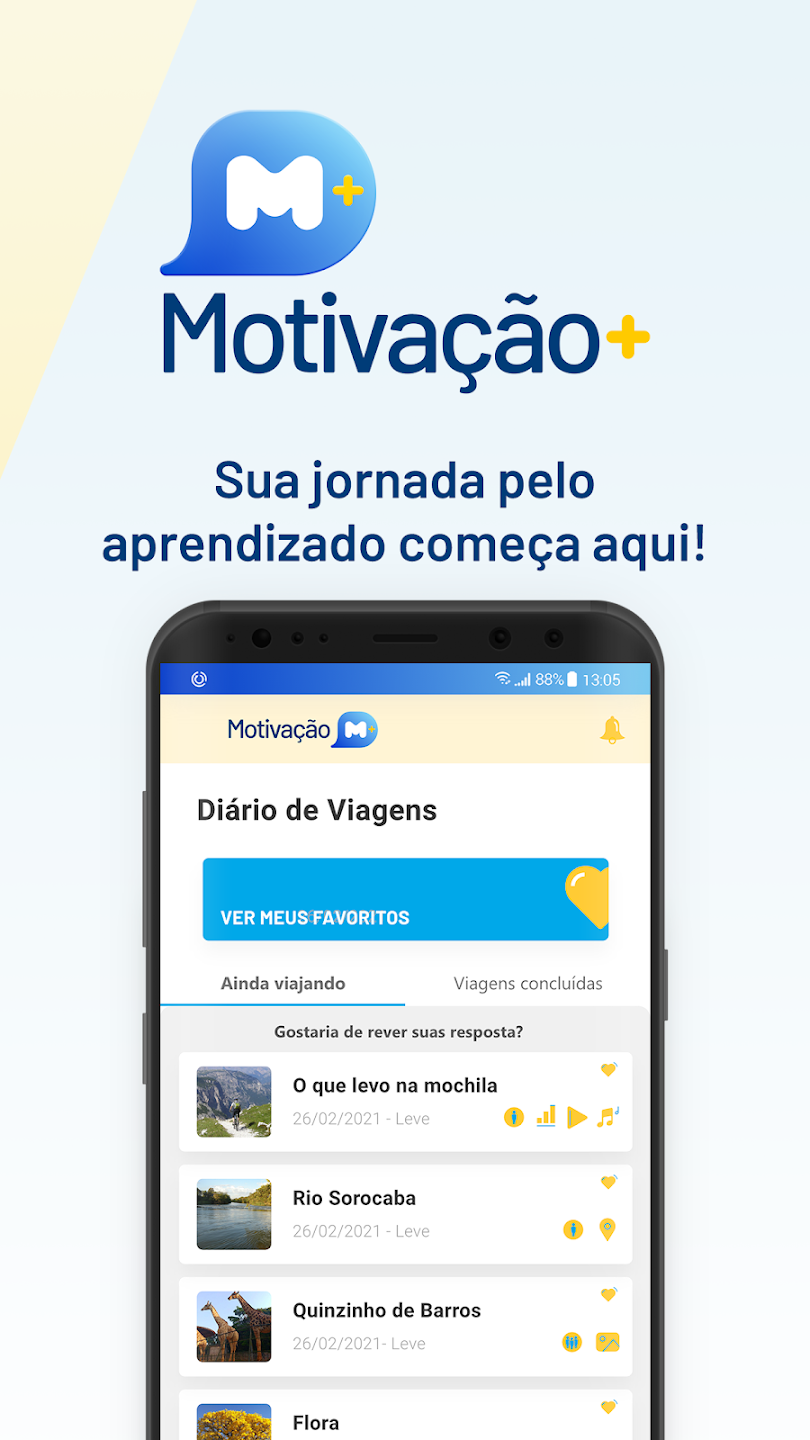 M+
Motivação+
Sua jornada pelo
aprendizado começa aqui!
88% 13:05
Motivação M+
Diário de Viagens
VER MEUS FAVORITOS
Ainda viajando Viagens concluídas
Gostaria de rever suas resposta?
O que levo na mochila
26/02/2021 - Leve
Rio Sorocaba
26/02/2021 - Leve
Quinzinho de Barros
26/02/2021- Leve
Flora